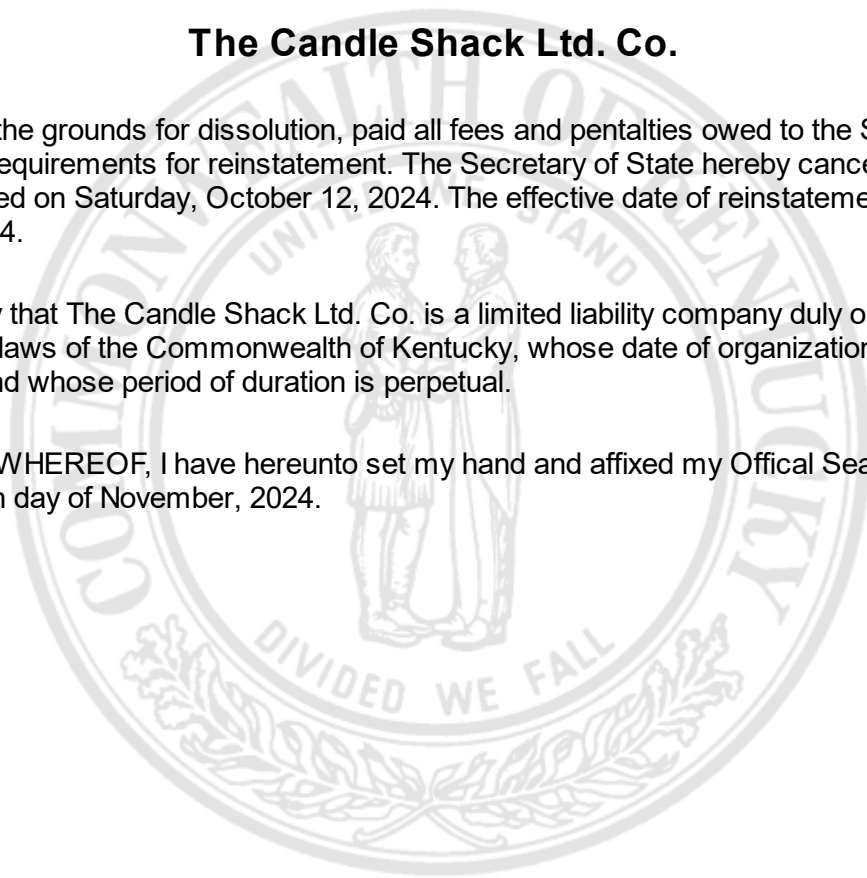 The Candle Shack Ltd. Co.
the grounds for dissolution, paid all fees and pentalties owed to the
equirements for reinstatement. The Secretary of State hereby cance
ed on Saturday, October 12, 2024. The effective date of reinstateme
4.
that The Candle Shack Ltd. Co. is a limited liability company duly o
laws of the Commonwealth of Kentucky, whose date of organization
nd whose period of duration is perpetual.
WHEREOF, I have hereunto set my hand and affixed my Offical Sea
day of November, 2024.
COMMONWEALTH OF KENTUCKY
UNITED WE STAND
DIVIDED WE FALL